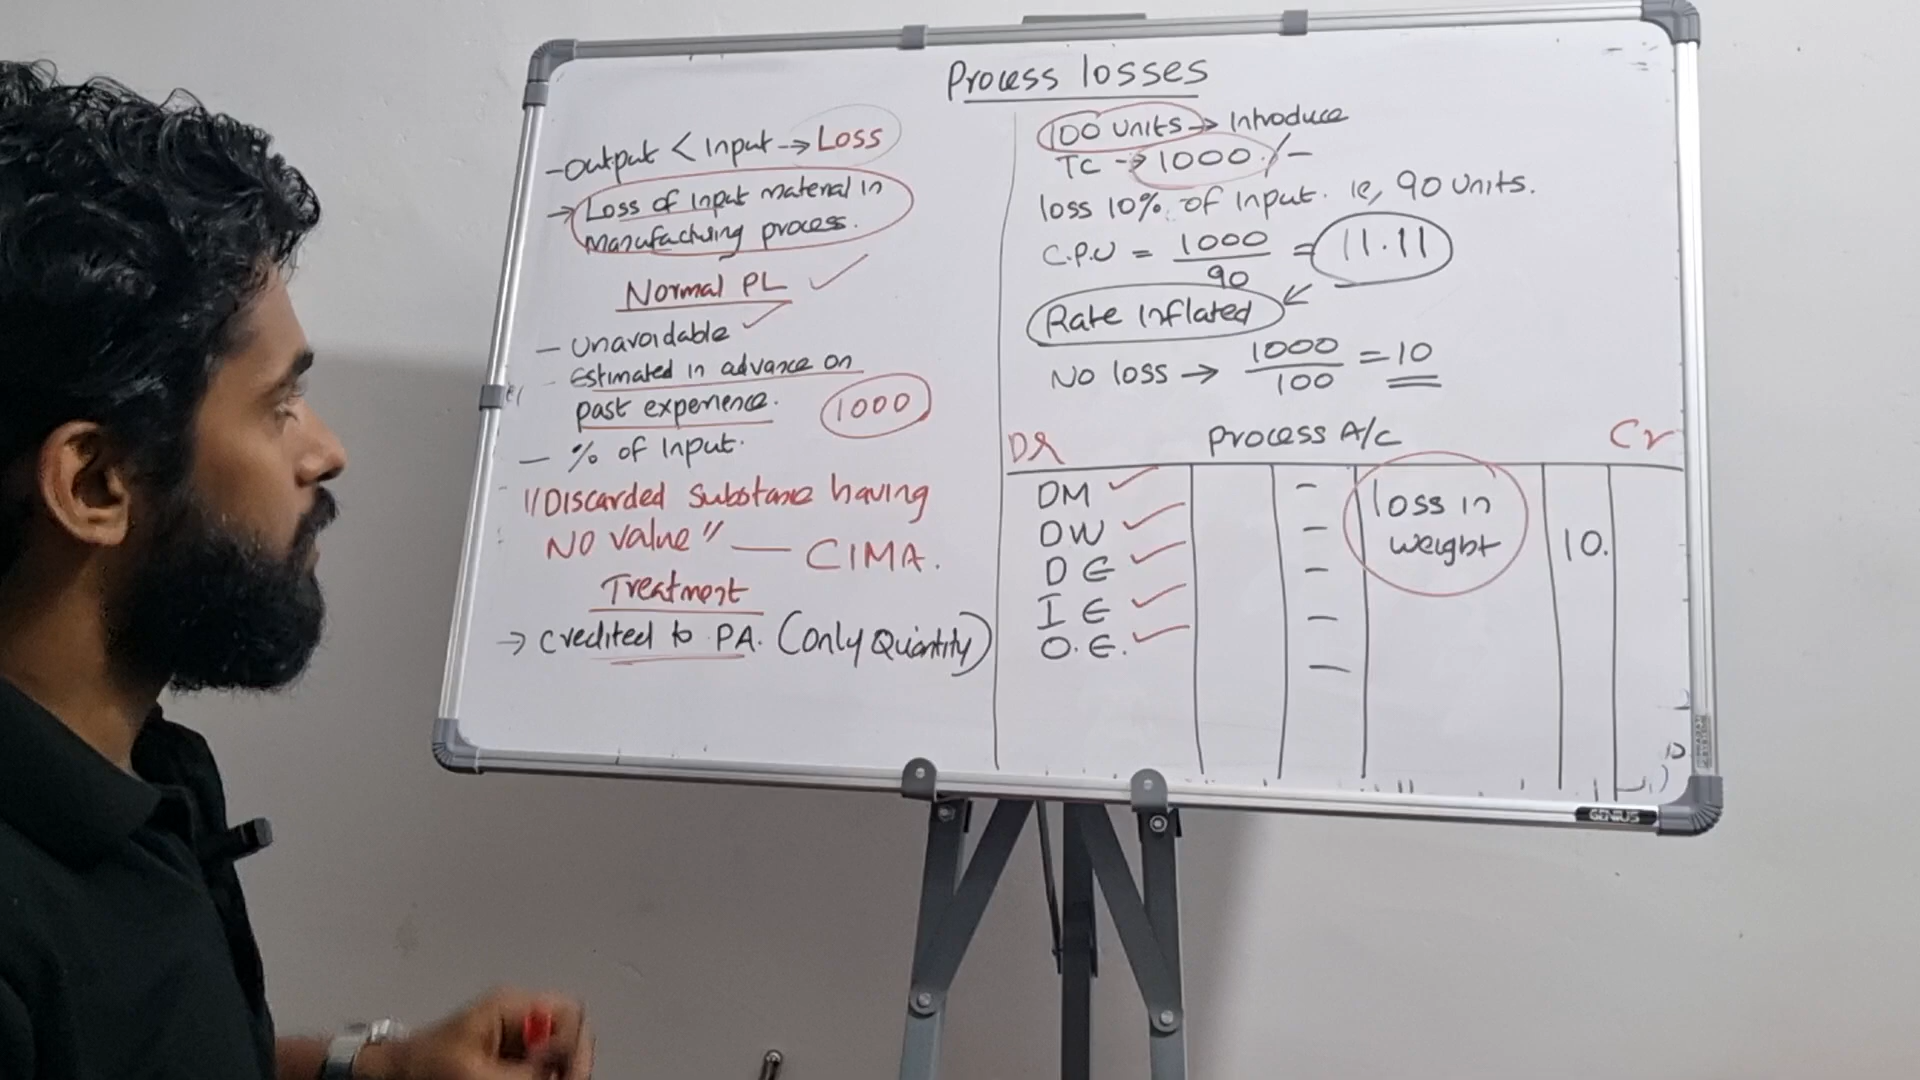 Process losses
-Output < Input -> Loss
-> Loss of Input material in
manufacturing process.
Normal PL
- Unavoidable
- Estimated in advance on
past experience.
1000
- % of Input.
"Discarded Substance having
NO value" — CIMA.
Treatment
-> credited to PA. (Only Quantity)
100 Units -> Introduce
TC -> 1000/-
loss 10% of Input. ie, 90 Units.
C.P.U = 1000/90 = 11.11
Rate Inflated
NO loss -> 1000/100 = 10
Dr Process A/c Cr
DM - loss in
DW - weight 10.
D E -
I E -
O.E. -
GENIUS